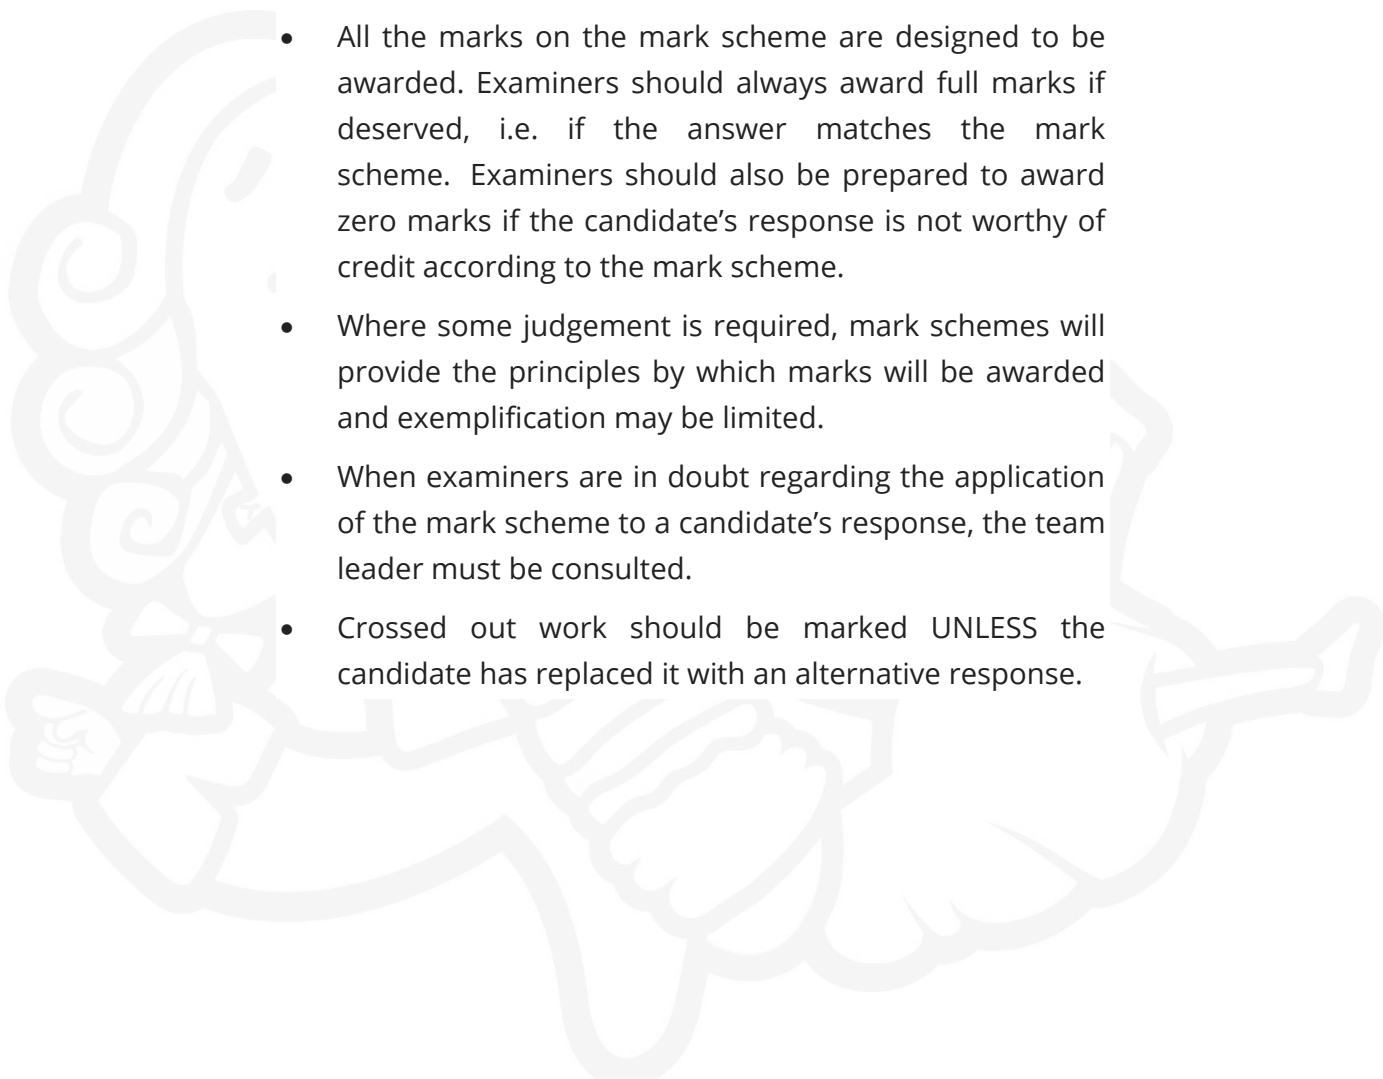 • All the marks on the mark scheme are designed to be
awarded. Examiners should always award full marks if
deserved, i.e. if the answer matches the mark
scheme. Examiners should also be prepared to award
zero marks if the candidate’s response is not worthy of
credit according to the mark scheme.
• Where some judgement is required, mark schemes will
provide the principles by which marks will be awarded
and exemplification may be limited.
• When examiners are in doubt regarding the application
of the mark scheme to a candidate’s response, the team
leader must be consulted.
• Crossed out work should be marked UNLESS the
candidate has replaced it with an alternative response.